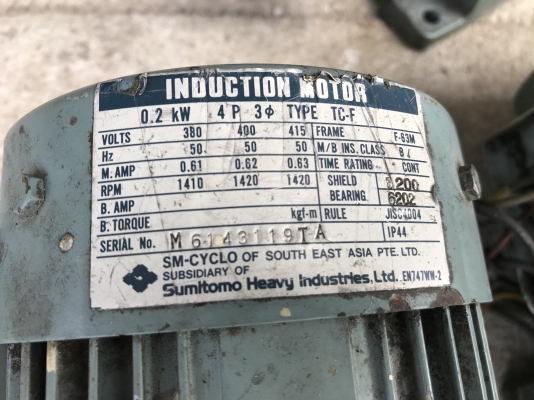 INDUCTION MOTOR
0.2 kW 4 P 3φ TYPE TC-F
VOLTS 380 400 415 FRAME F-63M
Hz 50 50 50 M/B INS. CLASS B /
M. AMP 0.61 0.62 0.63 TIME RATING CONT
RPM 1410 1420 1420 SHIELD 6200
B. AMP BEARING 6202
B. TORQUE kgf-m RULE JISC4004
SERIAL No. M 6143119TA IP44
SM-CYCLO OF SOUTH EAST ASIA PTE. LTD.
SUBSIDIARY OF
Sumitomo Heavy Industries, Ltd. EN747WW-2